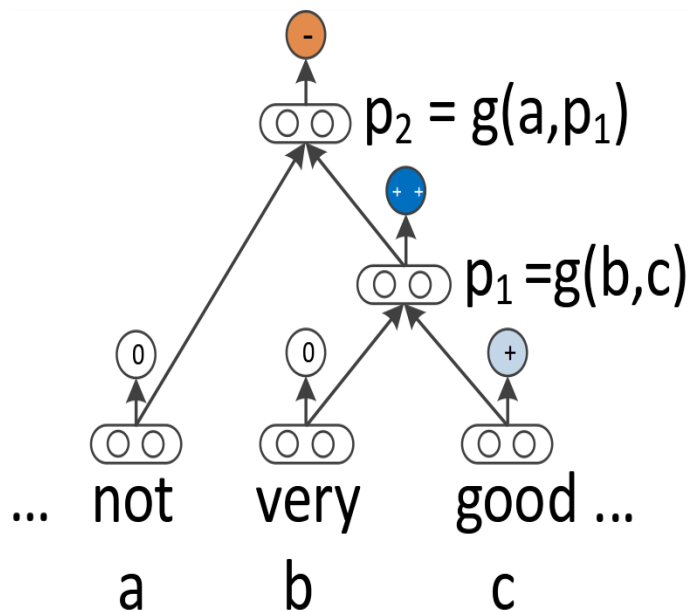 -
p₂ = g(a,p₁)
+ +
p₁ =g(b,c)
0 0 +
... not very good ...
a b c